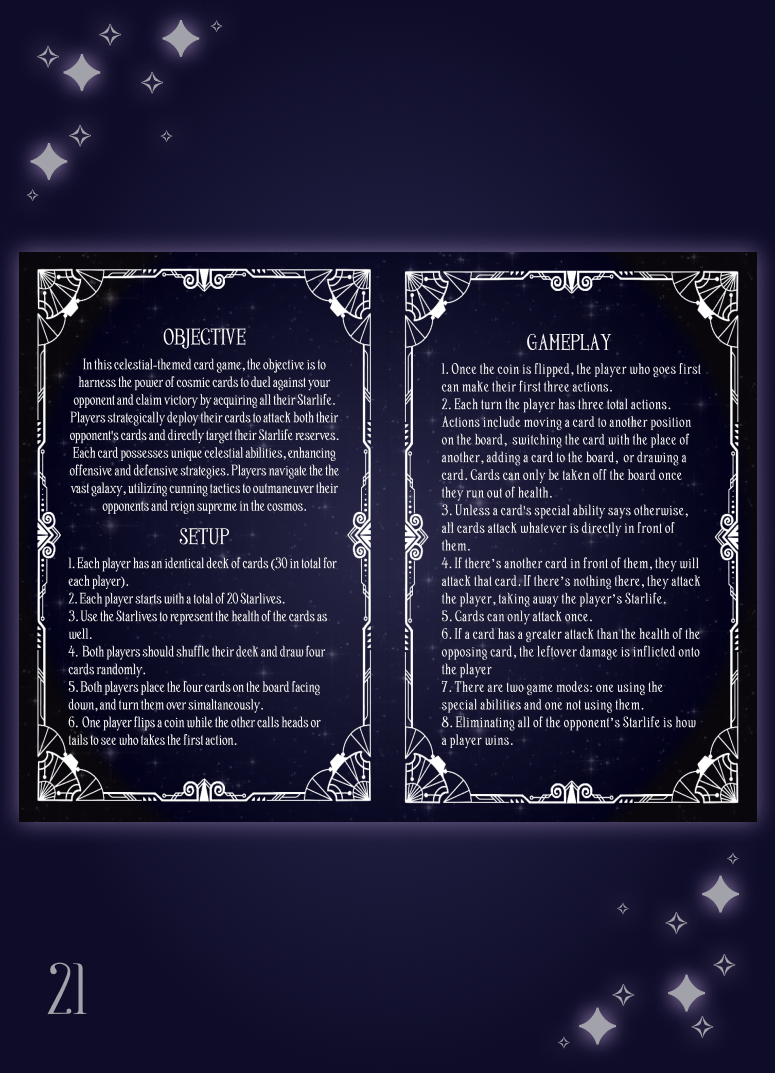 OBJECTIVE
In this celestial-themed card game, the objective is to
harness the power of cosmic cards to duel against your
opponent and claim victory by acquiring all their Starlife.
Players strategically deploy their cards to attack both their
opponent's cards and directly target their Starlife reserves.
Each card possesses unique celestial abilities, enhancing
offensive and defensive strategies. Players navigate the the
vast galaxy, utilizing cunning tactics to outmaneuver their
opponents and reign supreme in the cosmos.
SETUP
1. Each player has an identical deck of cards (30 in total for
each player).
2. Each player starts with a total of 20 Starlives.
3. Use the Starlives to represent the health of the cards as
well.
4. Both players should shuffle their deck and draw four
cards randomly.
5. Both players place the four cards on the board facing
down, and turn them over simaltaneously.
6. One player flips a coin while the other calls heads or
tails to see who takes the first action.
GAMEPLAY
1. Once the coin is flipped, the player who goes first
can make their first three actions.
2. Each turn the player has three total actions.
Actions include moving a card to another position
on the board, switching the card with the place of
another, adding a card to the board, or drawing a
card. Cards can only be taken off the board once
they run out of health.
3. Unless a card's special ability says otherwise,
all cards attack whatever is directly in front of
them.
4. If there's another card in front of them, they will
attack that card. If there's nothing there, they attack
the player, taking away the player's Starlife.
5. Cards can only attack once.
6. If a card has a greater attack than the health of the
opposing card, the leftover damage is inflicted onto
the player
7. There are two game modes: one using the
special abilities and one not using them.
8. Eliminating all of the opponent's Starlife is how
a player wins.
21